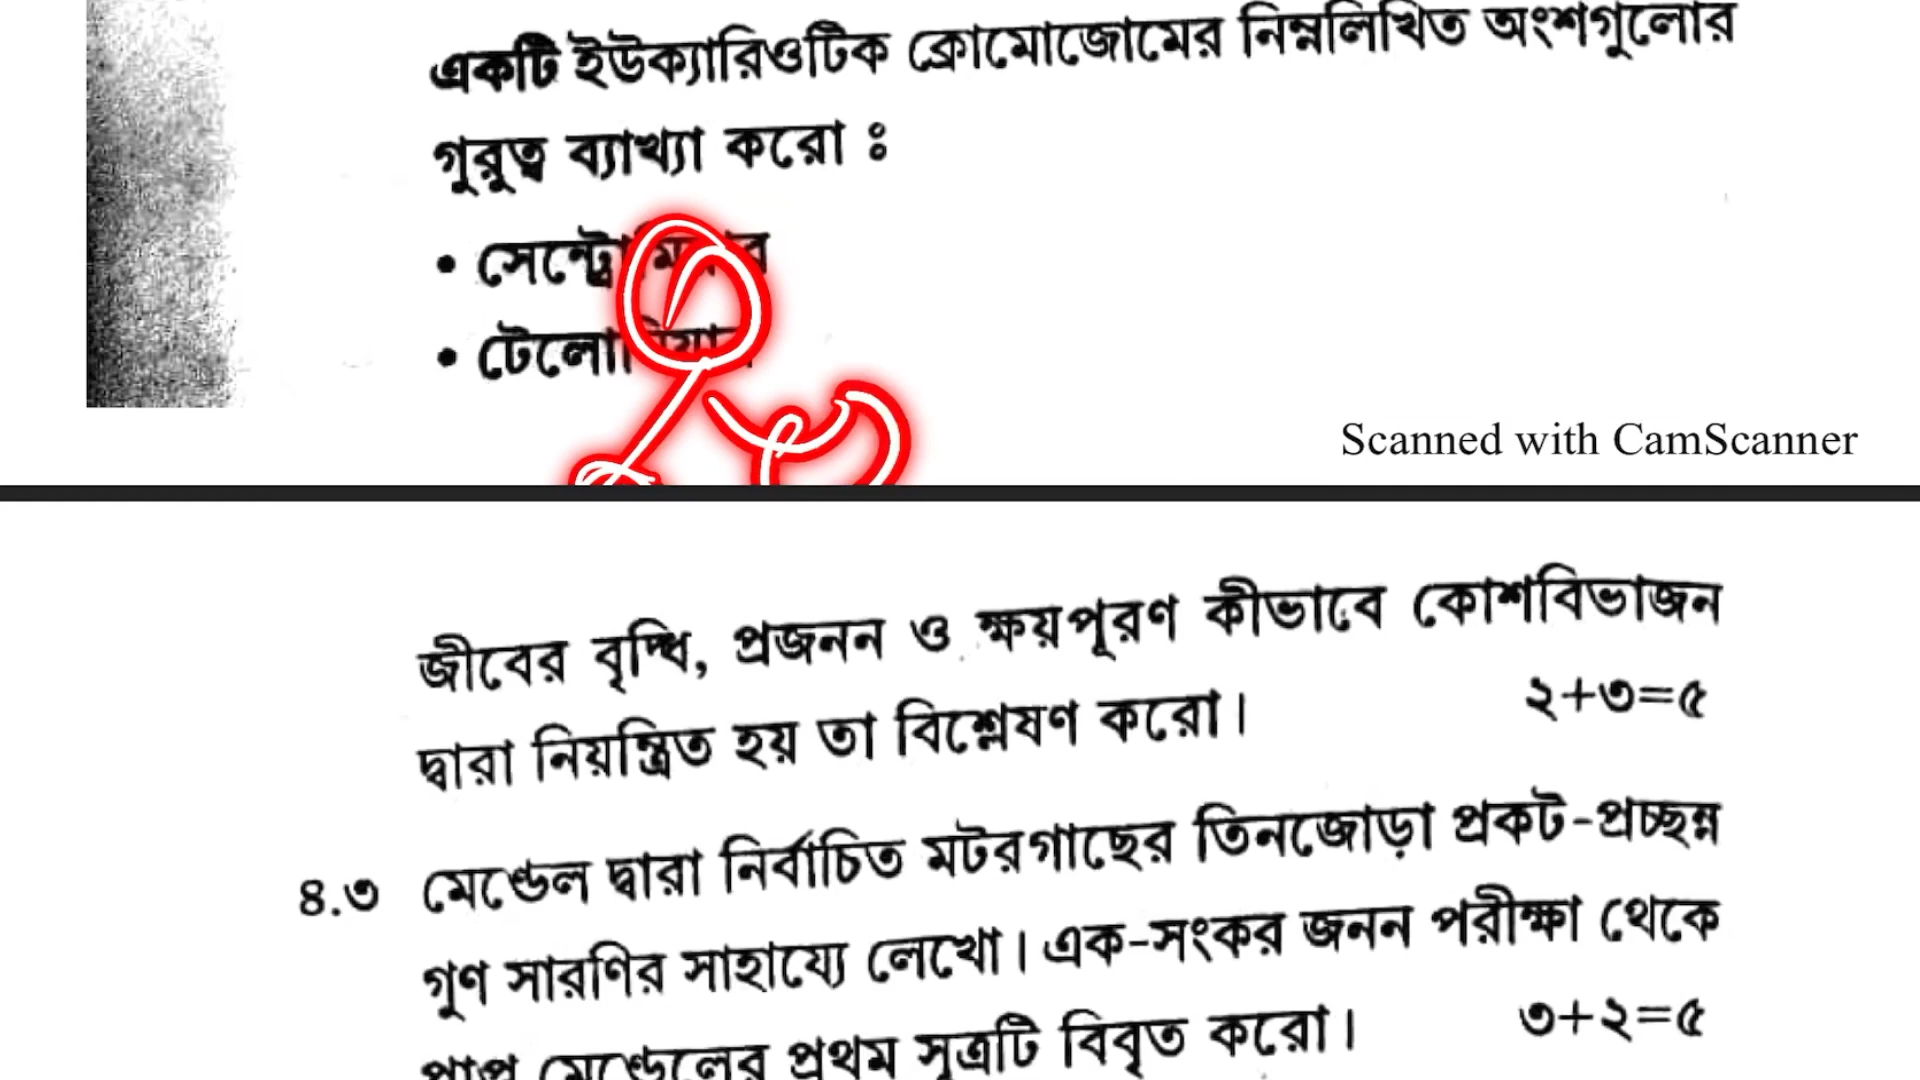 একটি ইউক্যারিওটিক ক্রোমোজোমের নিম্নলিখিত অংশগুলোর
গুরুত্ব ব্যাখ্যা করো ঃ
• সেন্ট্রোমিয়ার
• টেলোমিয়ার
Scanned with CamScanner
জীবের বৃদ্ধি, প্রজনন ও ক্ষয়পূরণ কীভাবে কোশবিভাজন
দ্বারা নিয়ন্ত্রিত হয় তা বিশ্লেষণ করো। ২+৩=৫
৪.৩ মেণ্ডেল দ্বারা নির্বাচিত মটরগাছের তিনজোড়া প্রকট-প্রচ্ছন্ন
গুণ সারণির সাহায্যে লেখো। এক-সংকর জনন পরীক্ষা থেকে
প্রাপ্ত মেণ্ডেলের প্রথম সূত্রটি বিবৃত করো। ৩+২=৫